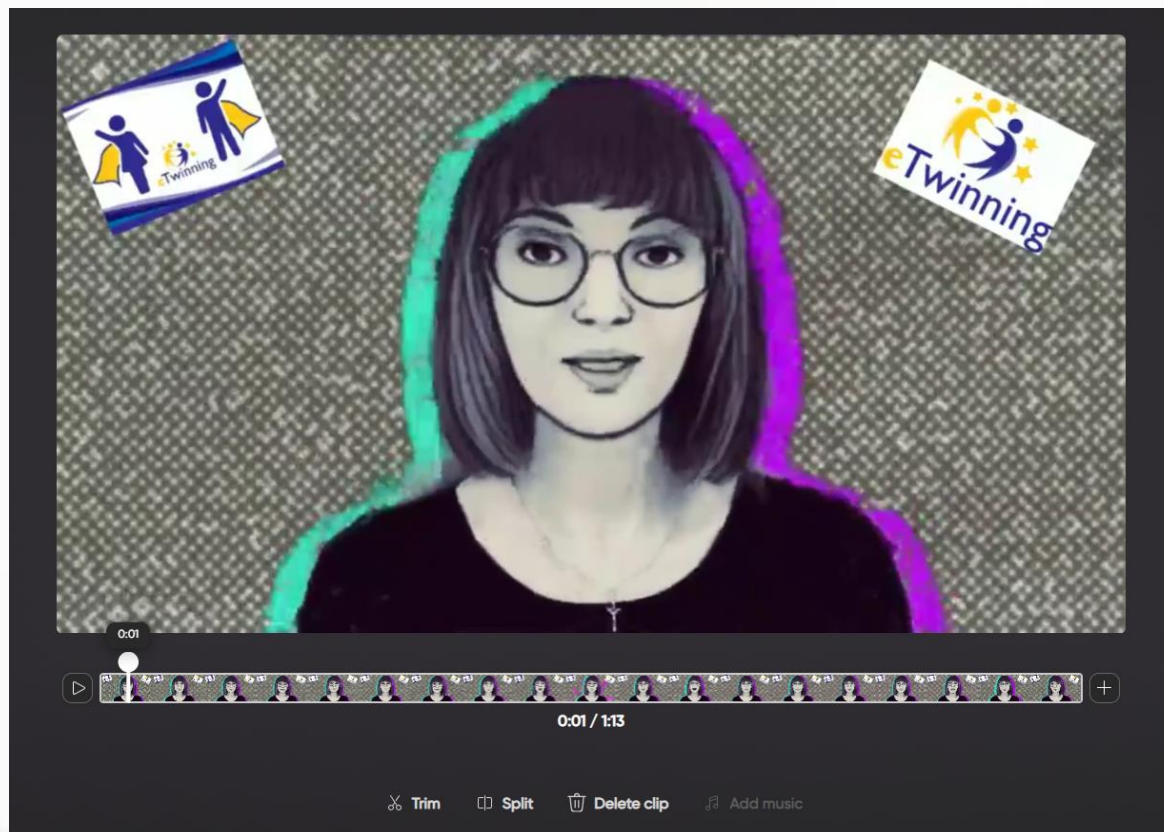 eTwinning
eTwinning
0:01
0:01 / 1:13
Trim
Split
Delete clip
Add music